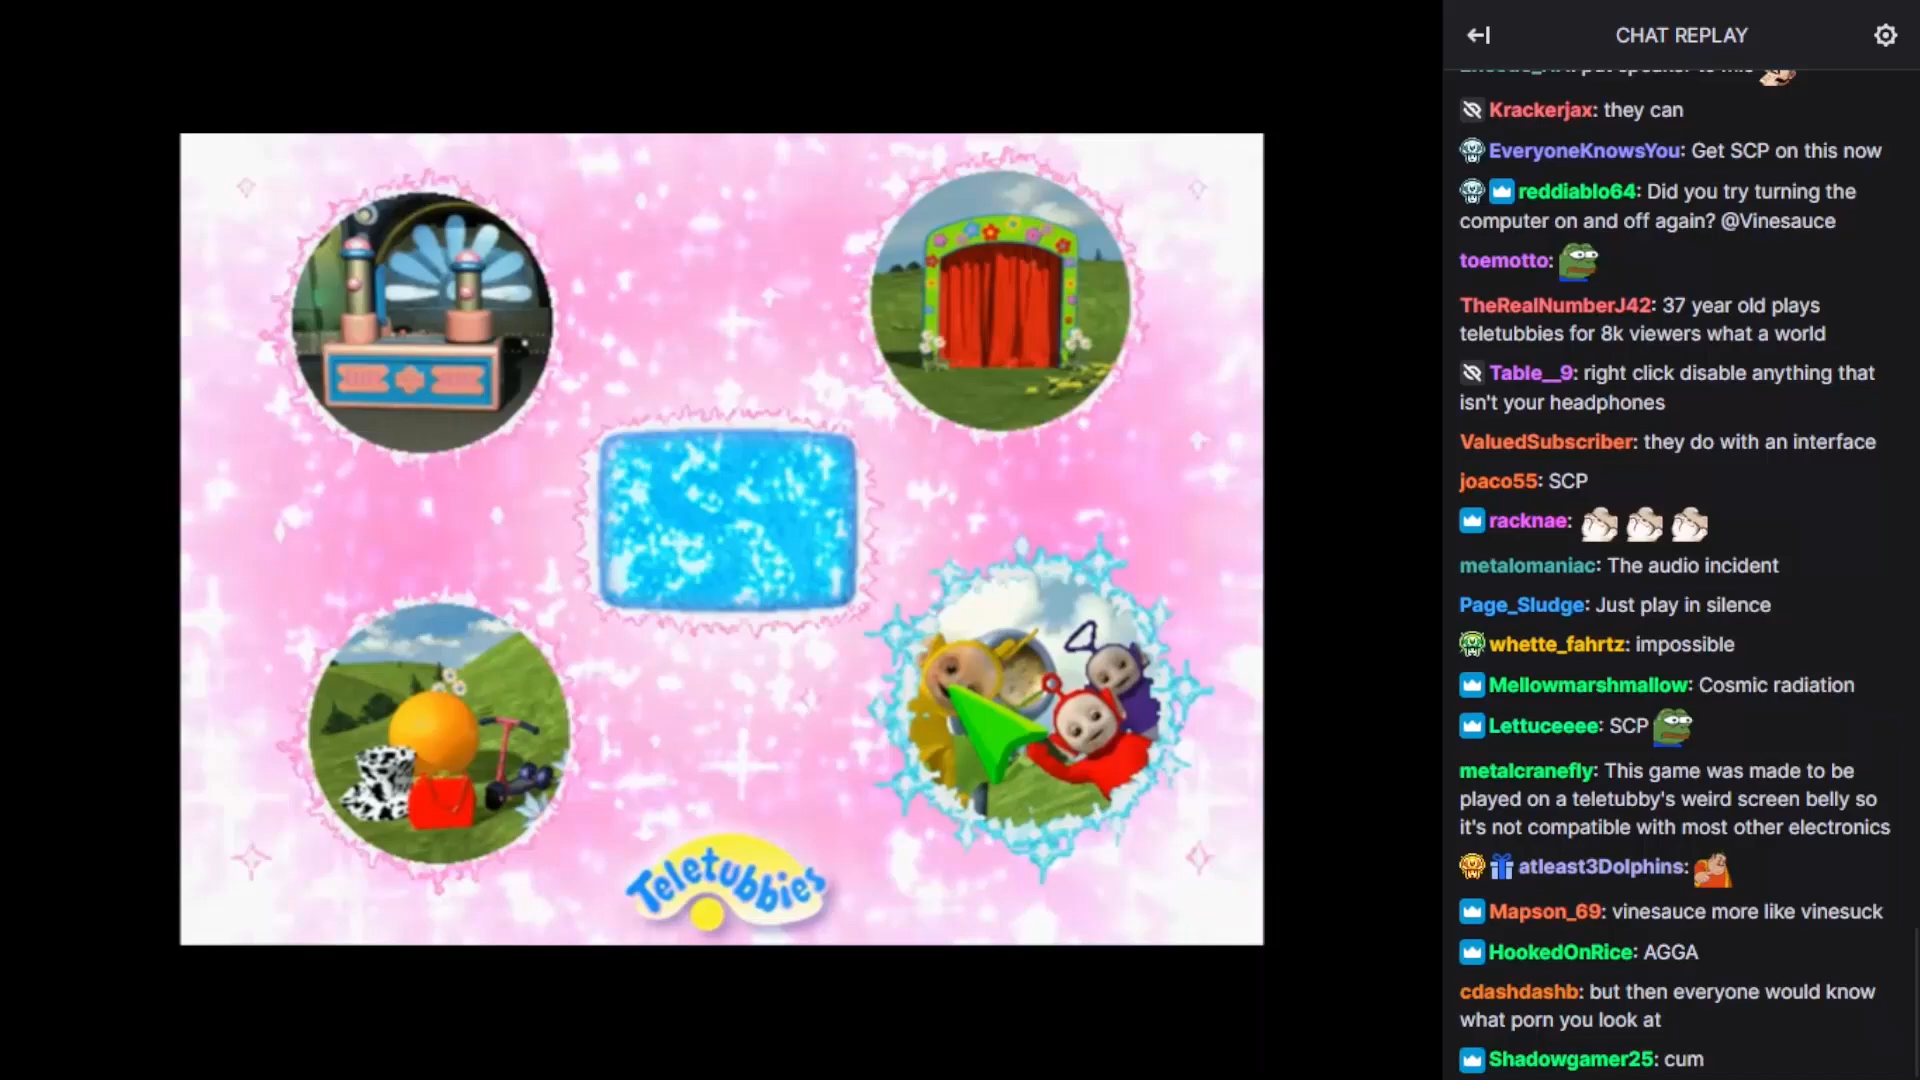 CHAT REPLAY
Krackerjax: they can
EveryoneKnowsYou: Get SCP on this now
reddiablo64: Did you try turning the
computer on and off again? @Vinesauce
toemotto:
TheRealNumberJ42: 37 year old plays
teletubbies for 8k viewers what a world
Table__9: right click disable anything that
isn't your headphones
ValuedSubscriber: they do with an interface
joaco55: SCP
racknae:
metalomaniac: The audio incident
Page_Sludge: Just play in silence
whette_fahrtz: impossible
Mellowmarshmallow: Cosmic radiation
Lettuceeee: SCP
metalcranefly: This game was made to be
played on a teletubby's weird screen belly so
it's not compatible with most other electronics
atleast3Dolphins:
Mapson_69: vinesauce more like vinesuck
HookedOnRice: AGGA
cdashdashb: but then everyone would know
what porn you look at
Shadowgamer25: cum
Teletubbies